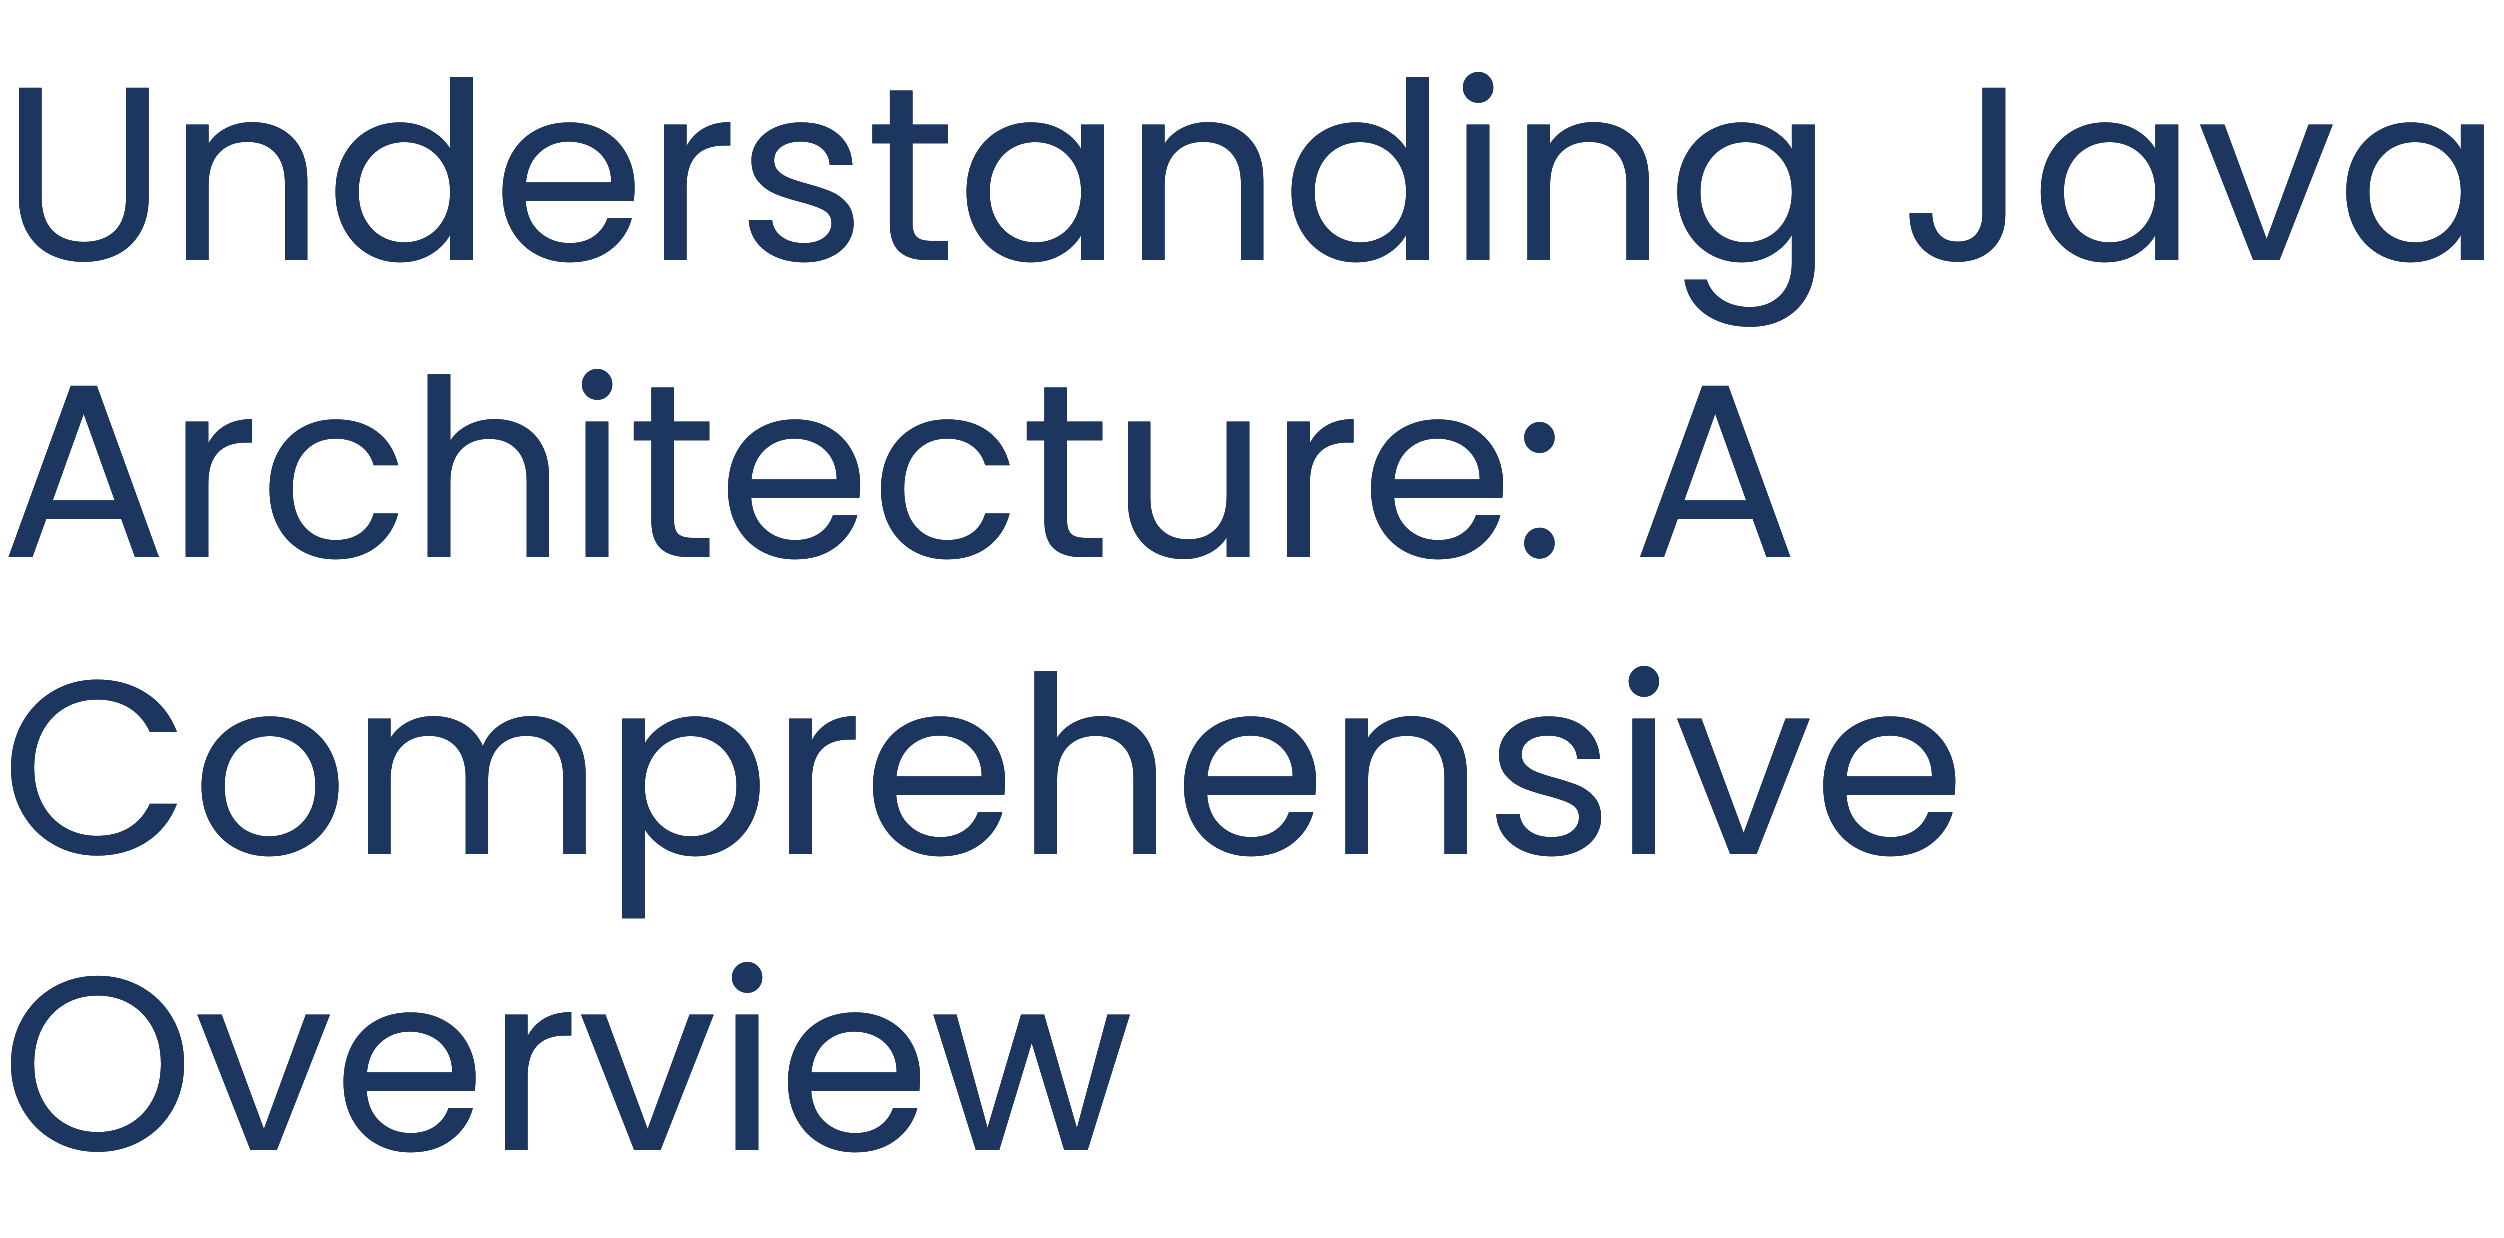 Understanding Java
Architecture: A
Comprehensive
Overview